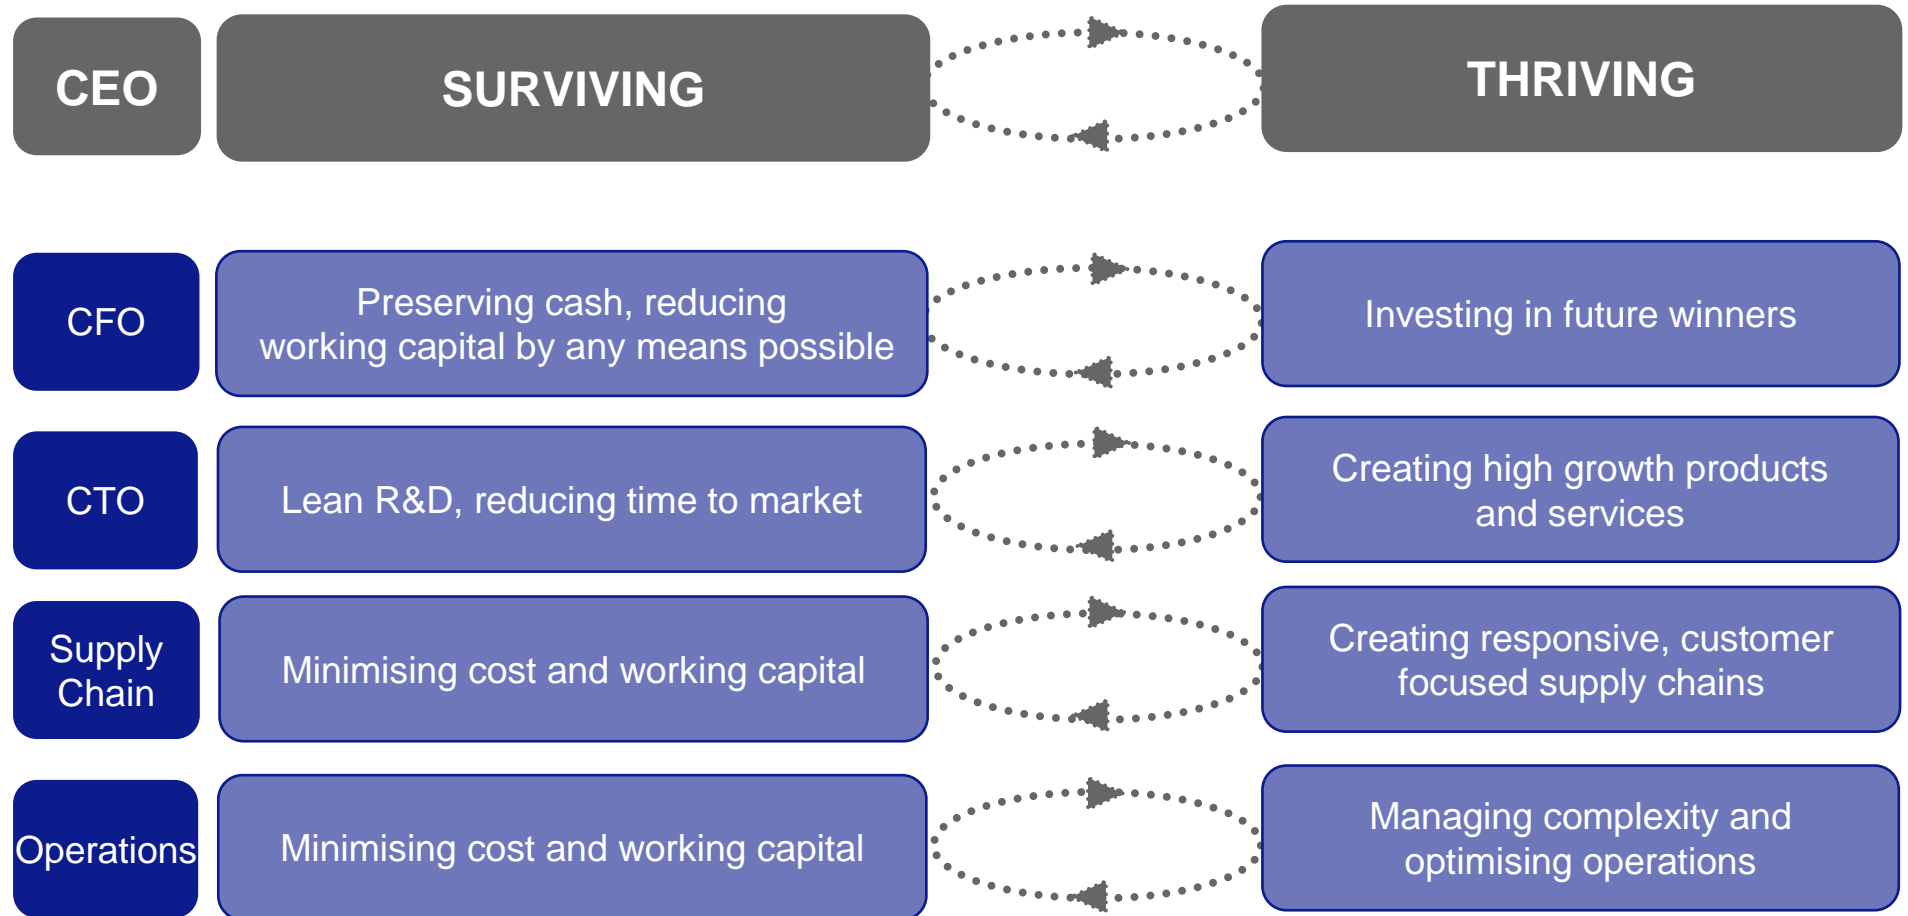 CEO
SURVIVING
THRIVING
CFO
Preserving cash, reducing
working capital by any means possible
Investing in future winners
CTO
Lean R&D, reducing time to market
Creating high growth products
and services
Supply
Chain
Minimising cost and working capital
Creating responsive, customer
focused supply chains
Operations
Minimising cost and working capital
Managing complexity and
optimising operations